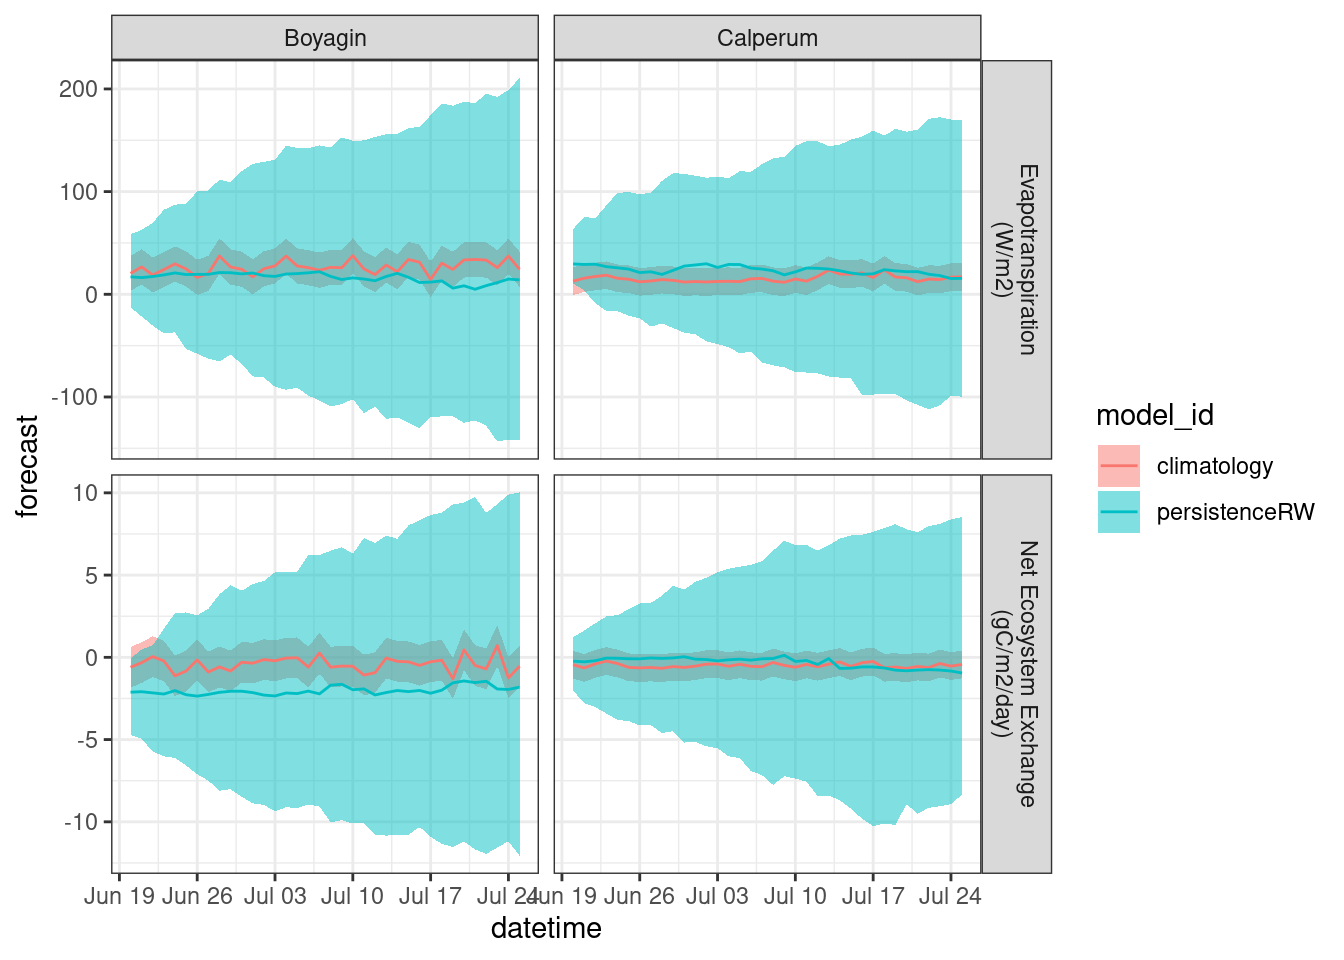 Boyagin
Calperum
200
100
0
-100
Evapotranspiration
(W/m2)
forecast
10
5
0
-5
-10
Net Ecosystem Exchange
(gC/m2/day)
Jun 19 Jun 26 Jul 03 Jul 10 Jul 17 Jul 24
Jun 19 Jun 26 Jul 03 Jul 10 Jul 17 Jul 24
datetime
model_id
climatology
persistenceRW